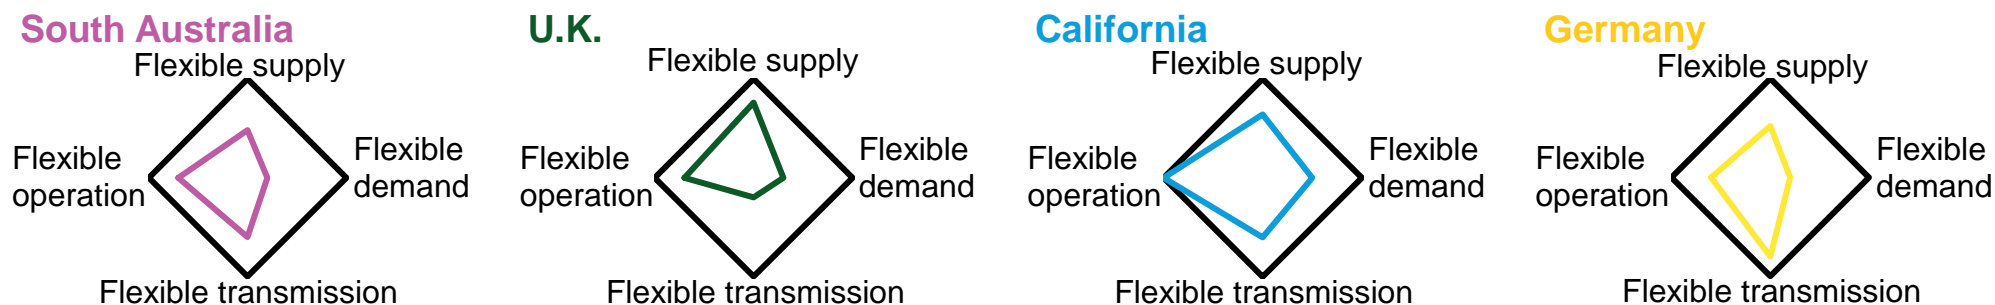 South Australia
Flexible supply
Flexible
operation
Flexible
demand
Flexible transmission
U.K.
Flexible supply
Flexible
operation
Flexible
demand
Flexible transmission
California
Flexible supply
Flexible
operation
Flexible
demand
Flexible transmission
Germany
Flexible supply
Flexible
operation
Flexible
demand
Flexible transmission